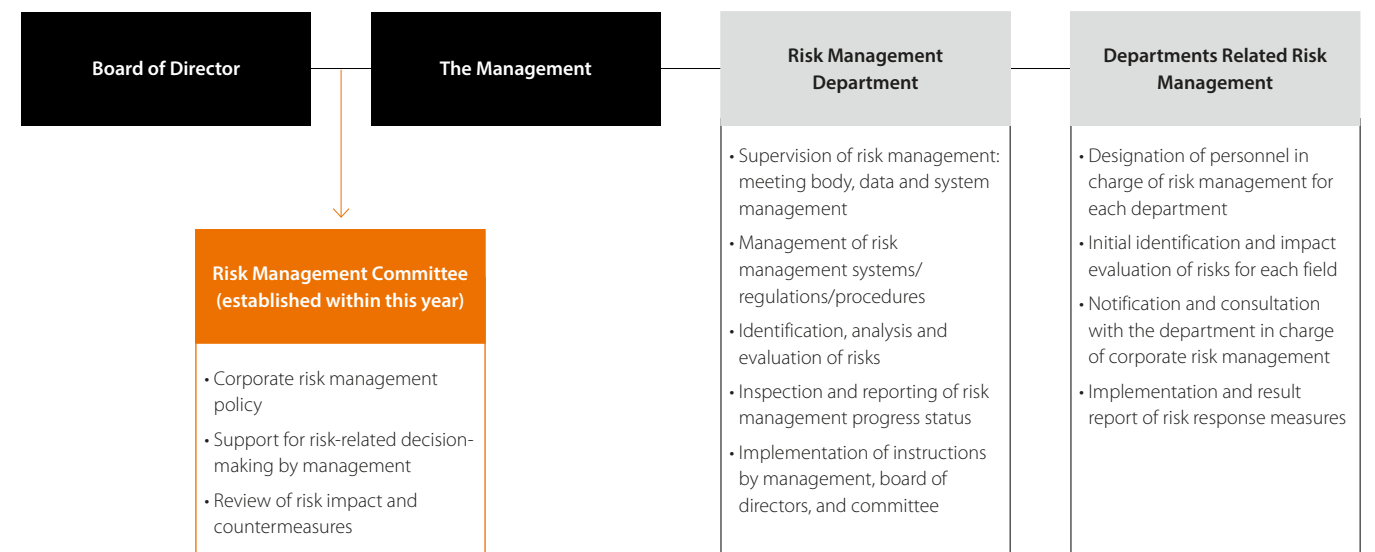 Board of Director
The Management
Risk Management
Department
Departments Related Risk
Management
Risk Management Committee
(established within this year)
• Corporate risk management
policy
• Support for risk-related decision-
making by management
• Review of risk impact and
countermeasures
• Supervision of risk management:
meeting body, data and system
management
• Management of risk
management systems/
regulations/procedures
• Identification, analysis and
evaluation of risks
• Inspection and reporting of risk
management progress status
• Implementation of instructions
by management, board of
directors, and committee
• Designation of personnel in
charge of risk management for
each department
• Initial identification and impact
evaluation of risks for each field
• Notification and consultation
with the department in charge
of corporate risk management
• Implementation and result
report of risk response measures